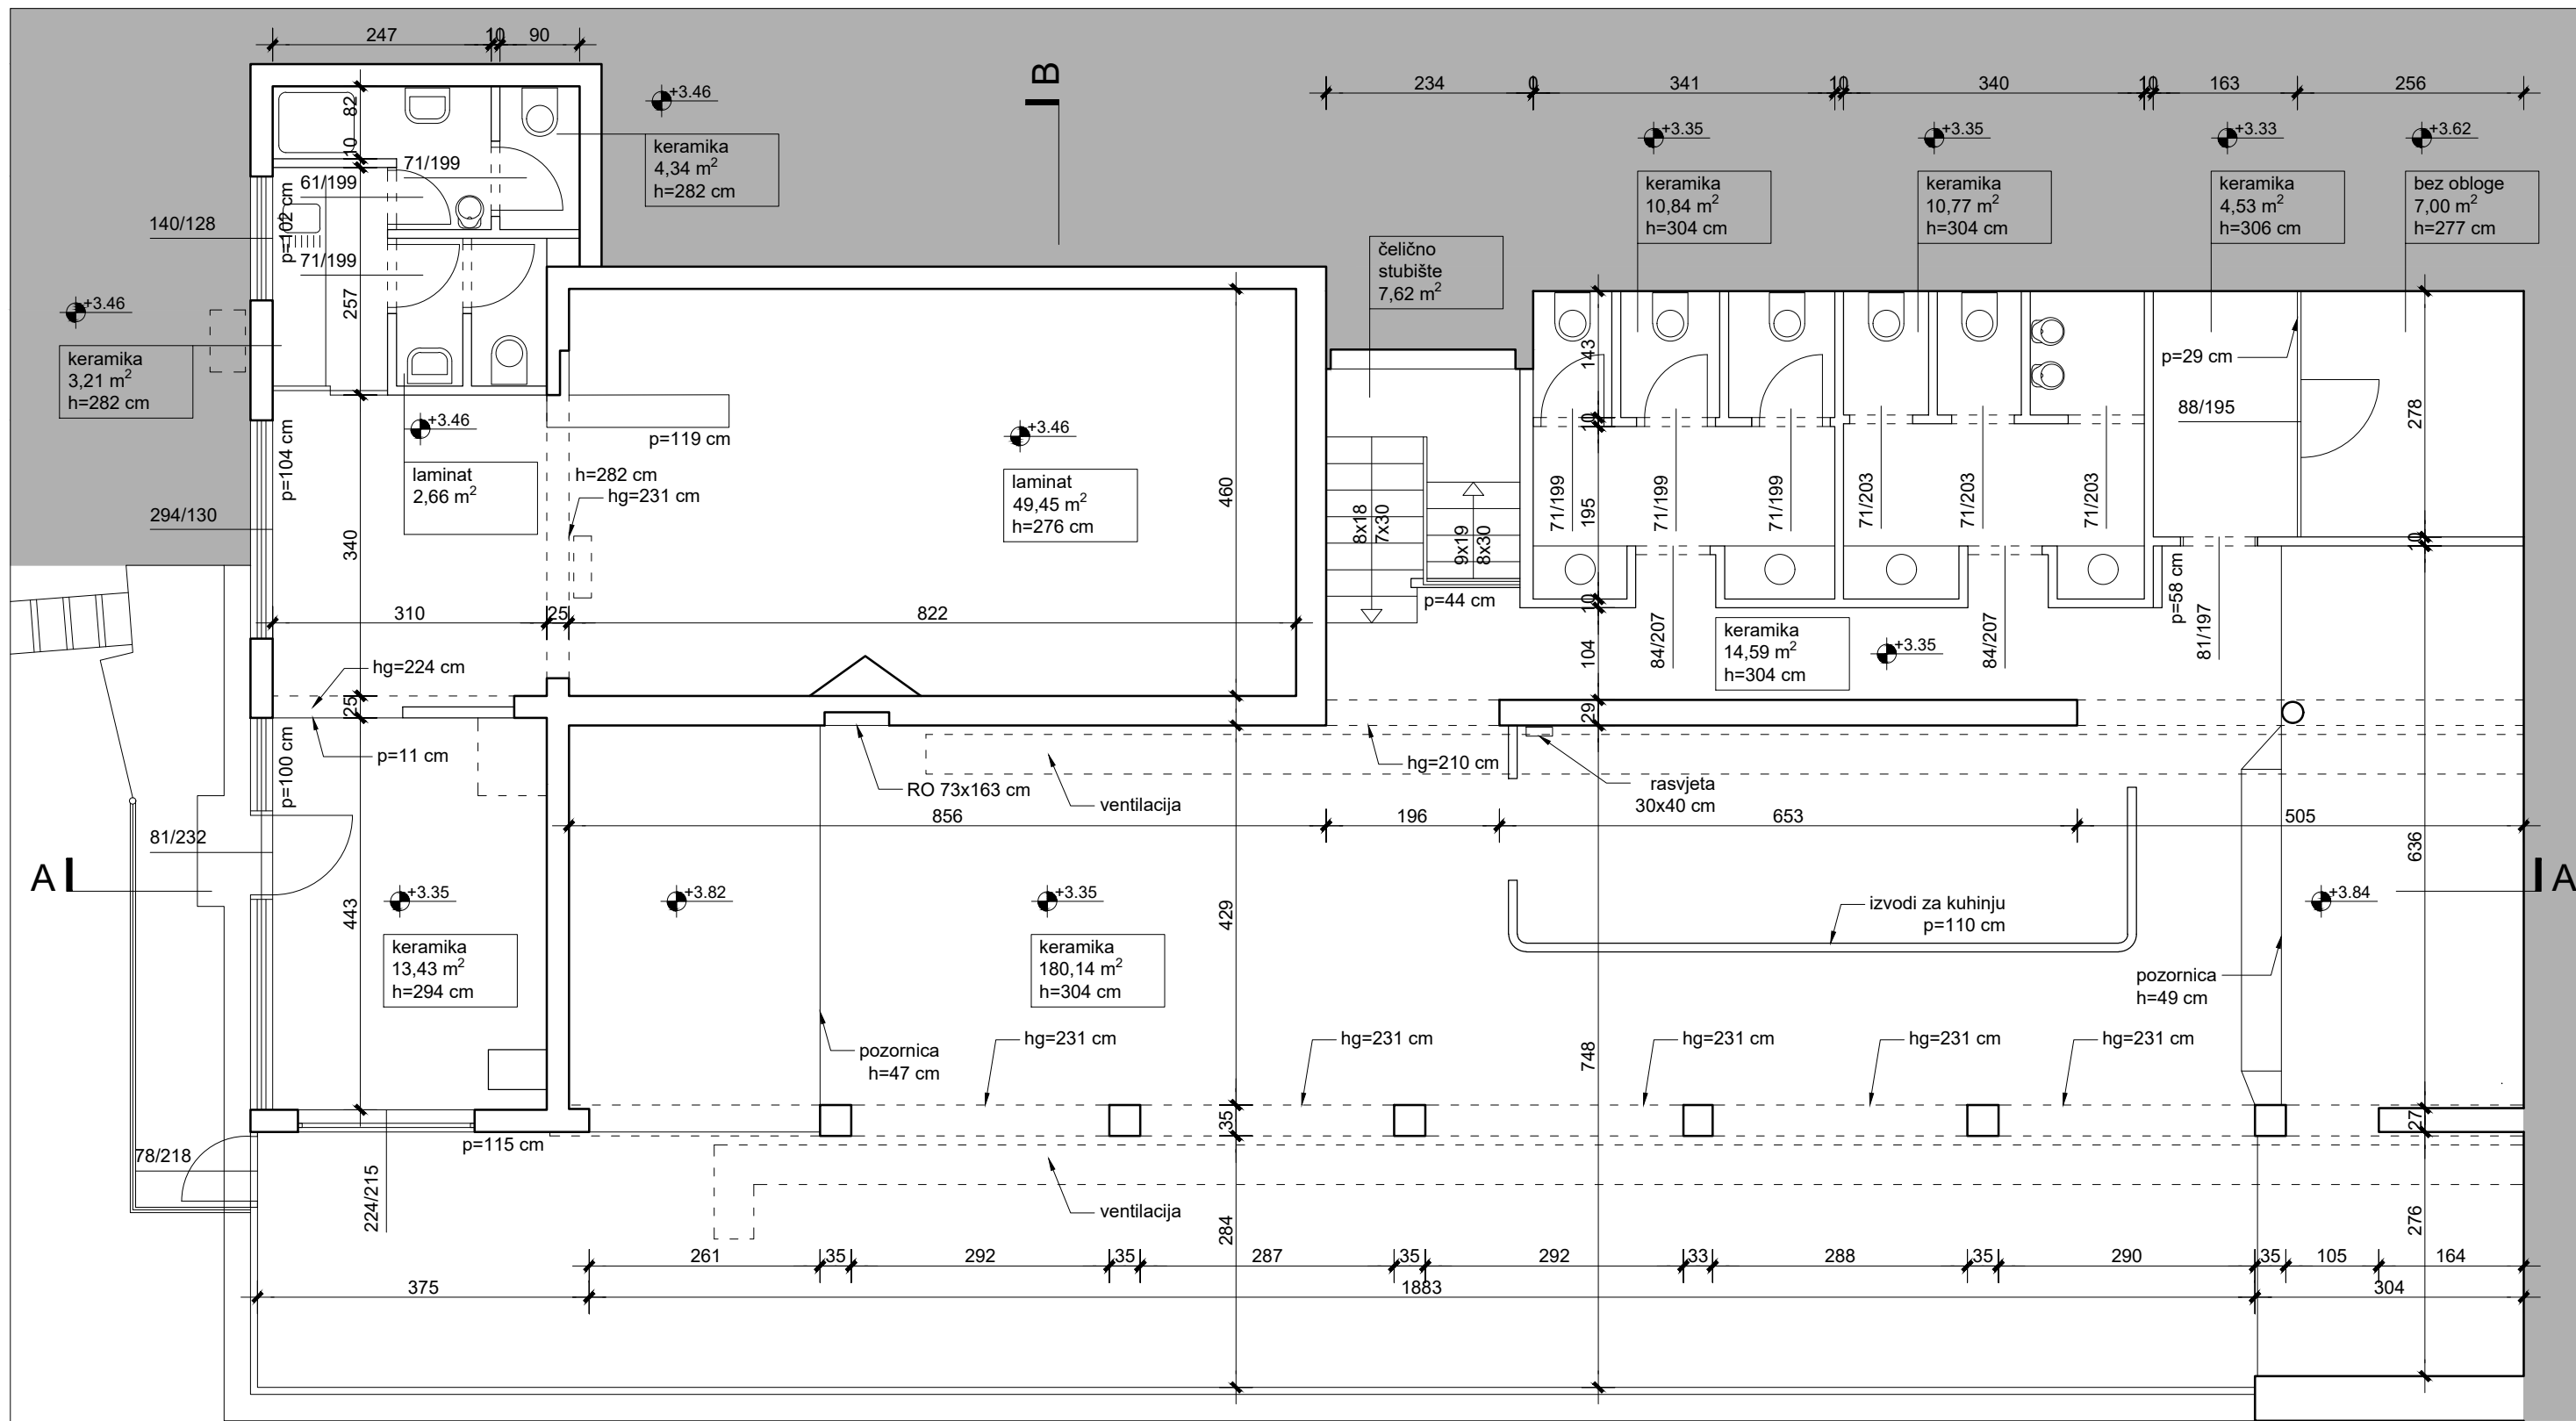 247
10
90
B
+3.46
234
0
341
10
340
10
163
256
82
10
keramika
4,34 m²
h=282 cm
+3.35
+3.35
+3.33
+3.62
71/199
61/199
p=102 cm
140/128
71/199
keramika
10,84 m²
h=304 cm
keramika
10,77 m²
h=304 cm
keramika
4,53 m²
h=306 cm
bez obloge
7,00 m²
h=277 cm
čelično
stubište
7,62 m²
257
+3.46
keramika
3,21 m²
h=282 cm
143
p=29 cm
88/195
278
+3.46
p=119 cm
+3.46
10
p=104 cm
laminat
2,66 m²
h=282 cm
hg=231 cm
laminat
49,45 m²
h=276 cm
460
294/130
340
8x18
7x30
9x19
8x30
71/199
195
71/199
71/199
71/203
71/203
71/203
10
p=44 cm
10
p=58 cm
310
25
822
104
84/207
keramika
14,59 m²
h=304 cm
+3.35
84/207
81/197
hg=224 cm
25
29
p=100 cm
p=11 cm
RO 73x163 cm
ventilacija
hg=210 cm
rasvjeta
30x40 cm
81/232
856
196
653
505
636
A
A
443
+3.35
+3.82
+3.35
429
izvodi za kuhinju
p=110 cm
+3.84
keramika
13,43 m²
h=294 cm
keramika
180,14 m²
h=304 cm
pozornica
h=49 cm
pozornica
h=47 cm
hg=231 cm
hg=231 cm
hg=231 cm
hg=231 cm
hg=231 cm
748
35
27
p=115 cm
78/218
224/215
ventilacija
284
276
261
35
292
35
287
35
292
33
288
35
290
35
105
164
375
1883
304